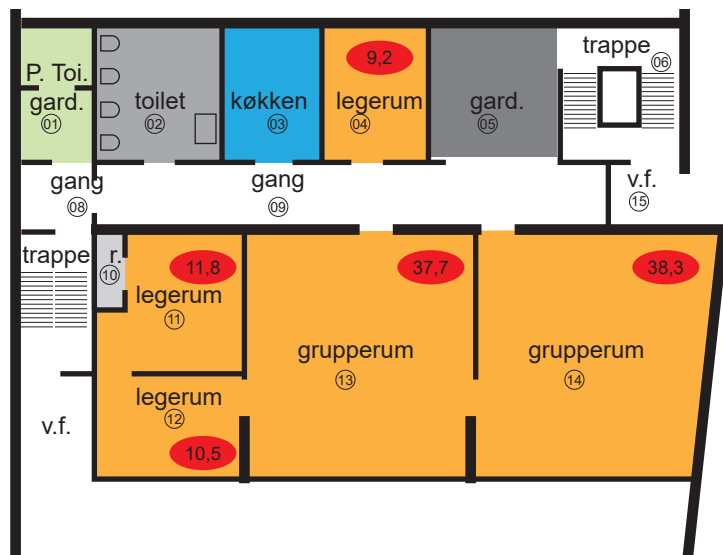 P. Toi.
gard.
01
toilet
02
køkken
03
9,2
legerum
04
gard.
05
trappe
06
gang
08
gang
09
v.f.
15
trappe
r.
10
11,8
legerum
11
37,7
grupperum
13
38,3
grupperum
14
legerum
12
10,5
v.f.